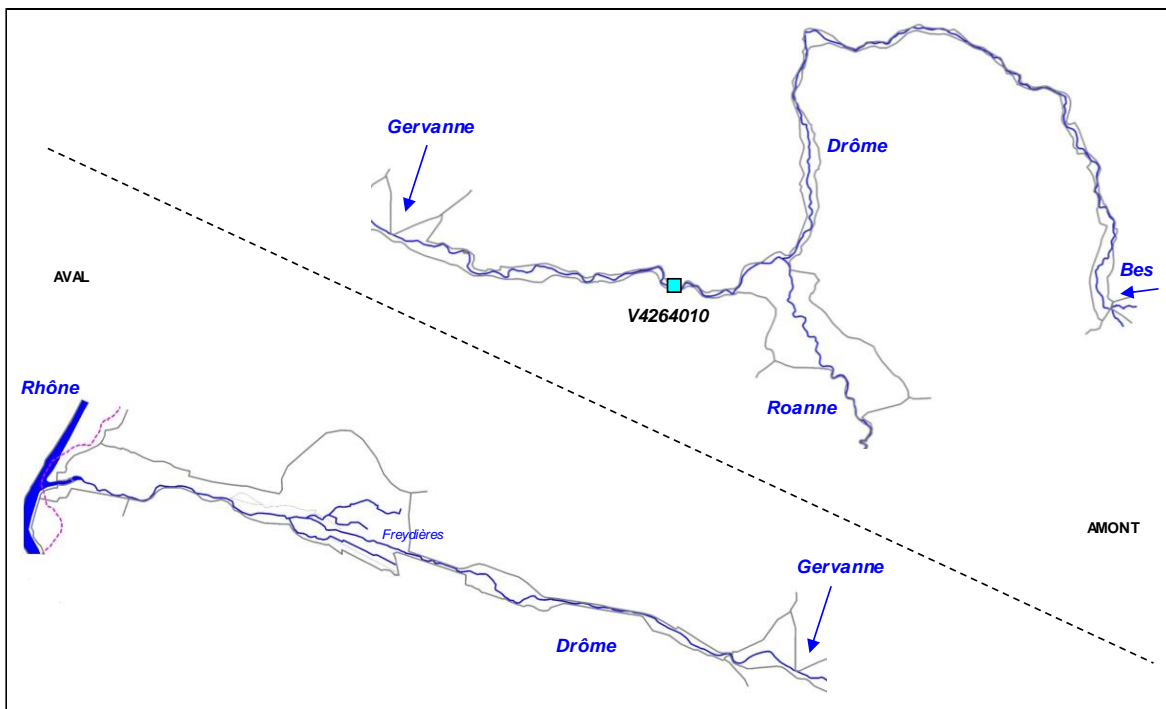 Gervanne
Drôme
AVAL
Bes
V4264010
Rhône
Roanne
Freydières
AMONT
Gervanne
Drôme